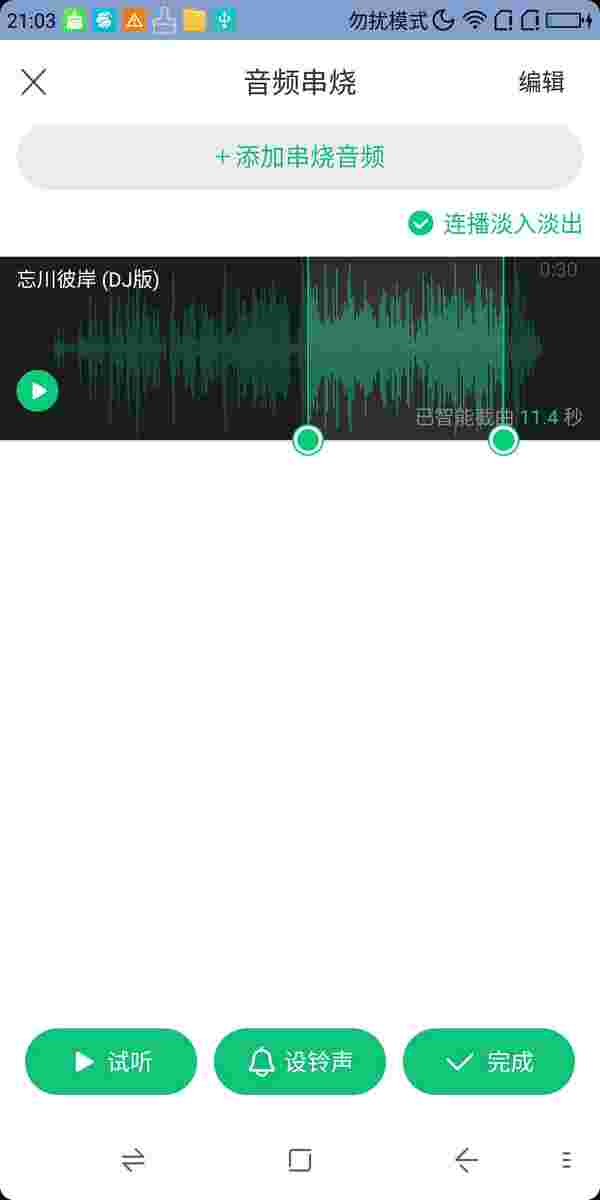 21:03 勿扰模式
音频串烧 编辑
+添加串烧音频
连播淡入淡出
忘川彼岸 (DJ版) 0:30
已智能截曲 11.4 秒
试听 设铃声 完成